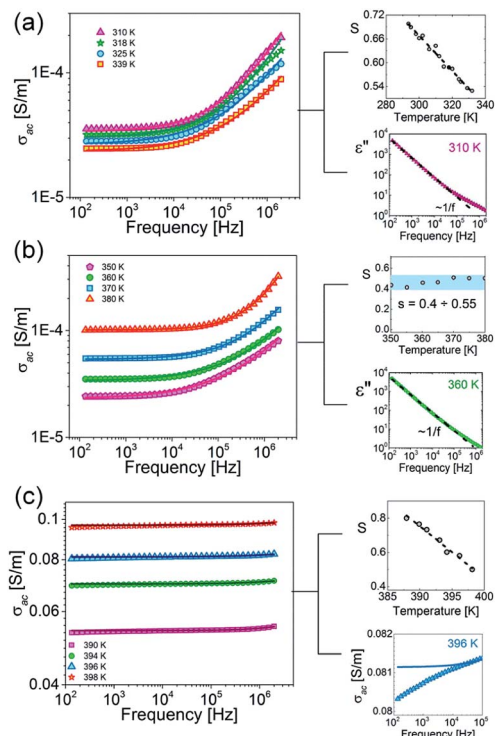 (a)
310 K
318 K
325 K
339 K
1E-4
1E-5
σac [S/m]
10² 10³ 10⁴ 10⁵ 10⁶
Frequency [Hz]
S
0.72
0.66
0.60
0.54
280 300 320 340
Temperature [K]
ε"
310 K
10⁴
10³
10²
10¹
10⁰
~1/f
10² 10³ 10⁴ 10⁵ 10⁶
Frequency [Hz]
(b)
350 K
360 K
370 K
380 K
1E-4
1E-5
σac [S/m]
10² 10³ 10⁴ 10⁵ 10⁶
Frequency [Hz]
S
0.6
0.4
0.2
0.0
s = 0.4 ÷ 0.55
350 360 370 380
Temperature [K]
ε"
360 K
10⁴
10³
10²
10¹
10⁰
~1/f
10² 10³ 10⁴ 10⁵ 10⁶
Frequency [Hz]
(c)
0.1
0.08
0.06
0.04
σac [S/m]
390 K
394 K
396 K
398 K
10² 10³ 10⁴ 10⁵ 10⁶
Frequency [Hz]
S
0.8
0.6
0.4
385 390 395 400
Temperature [K]
σac [S/m]
396 K
0.082
0.081
0.08
10² 10³ 10⁴ 10⁵
Frequency [Hz]